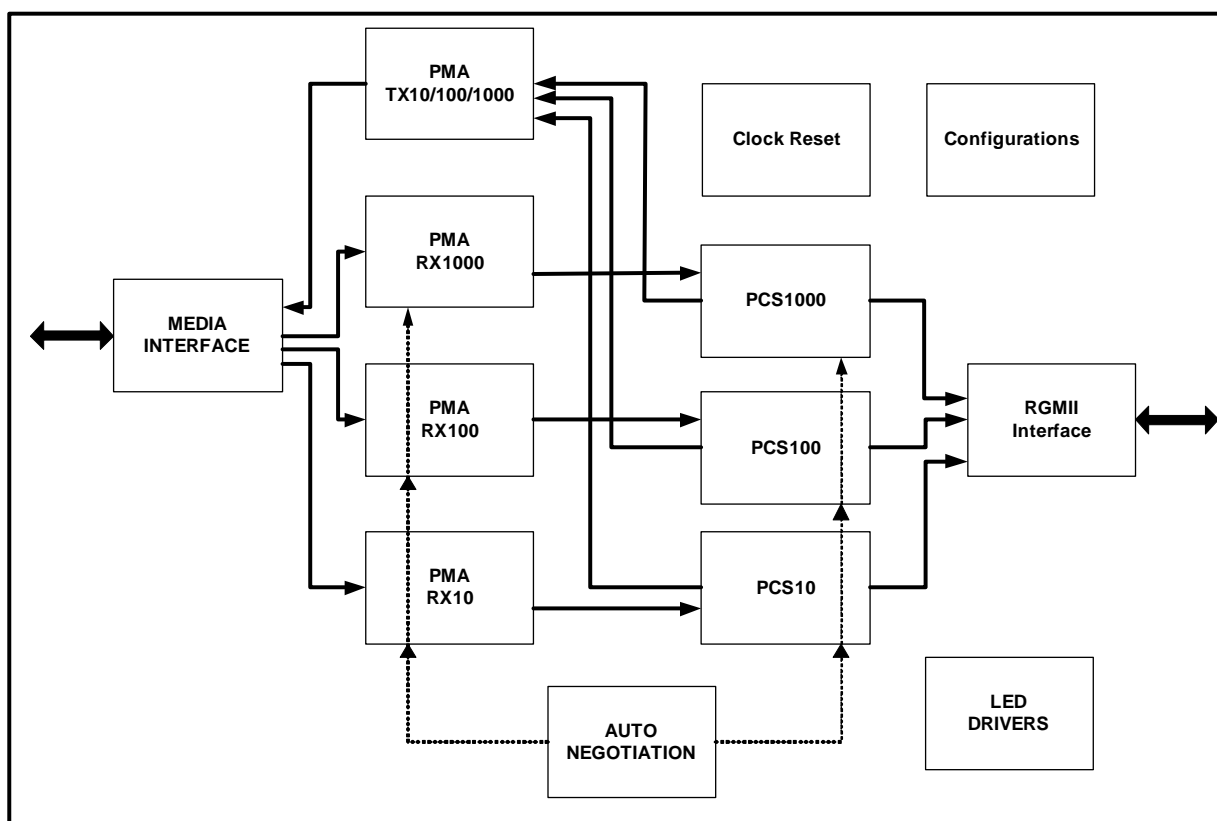 PMA
TX10/100/1000
Clock Reset
Configurations
PMA
RX1000
PCS1000
MEDIA
INTERFACE
PMA
RX100
PCS100
RGMII
Interface
PMA
RX10
PCS10
AUTO
NEGOTIATION
LED
DRIVERS